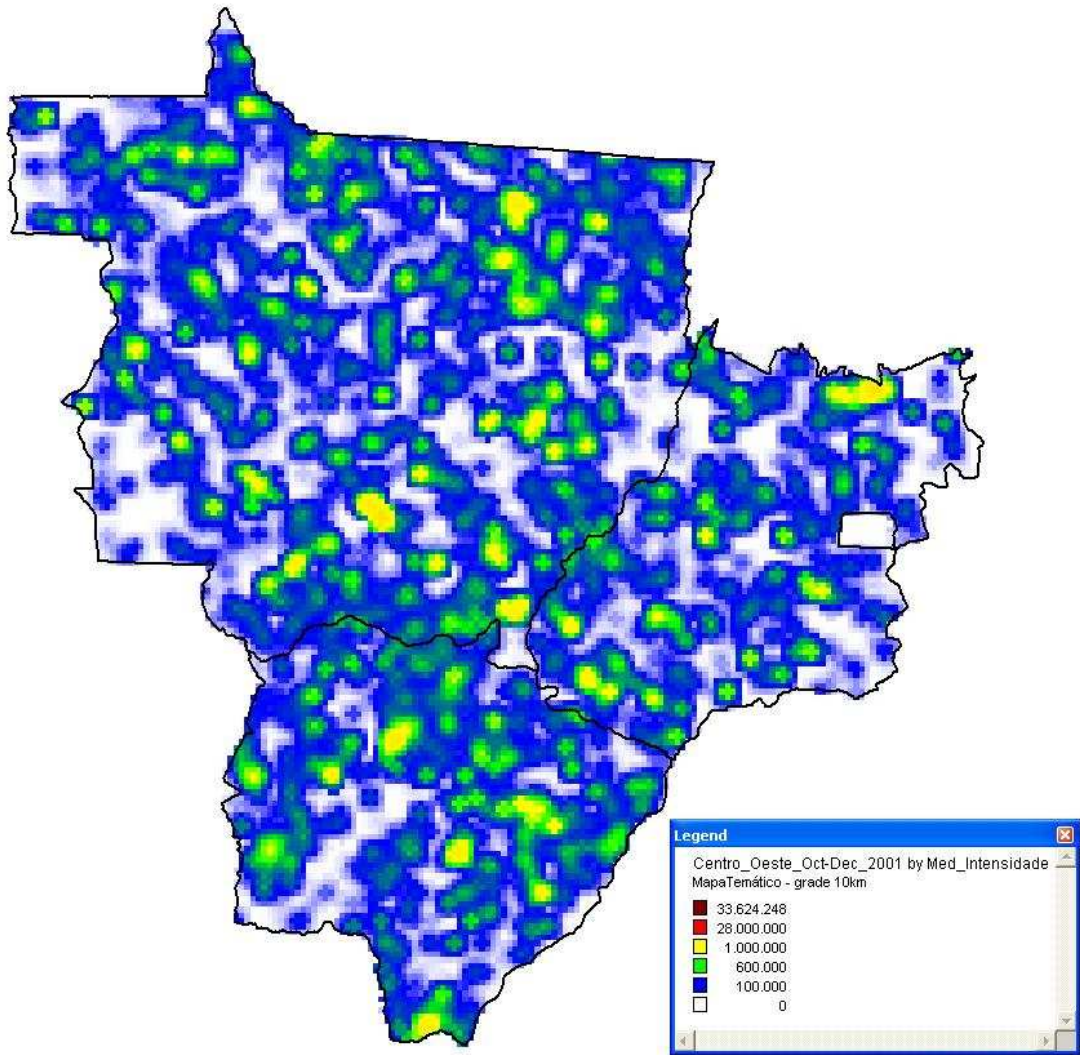 Legend
Centro_Oeste_Oct-Dec_2001 by Med_Intensidade
MapaTemático - grade 10km
33.624.248
28.000.000
1.000.000
600.000
100.000
0